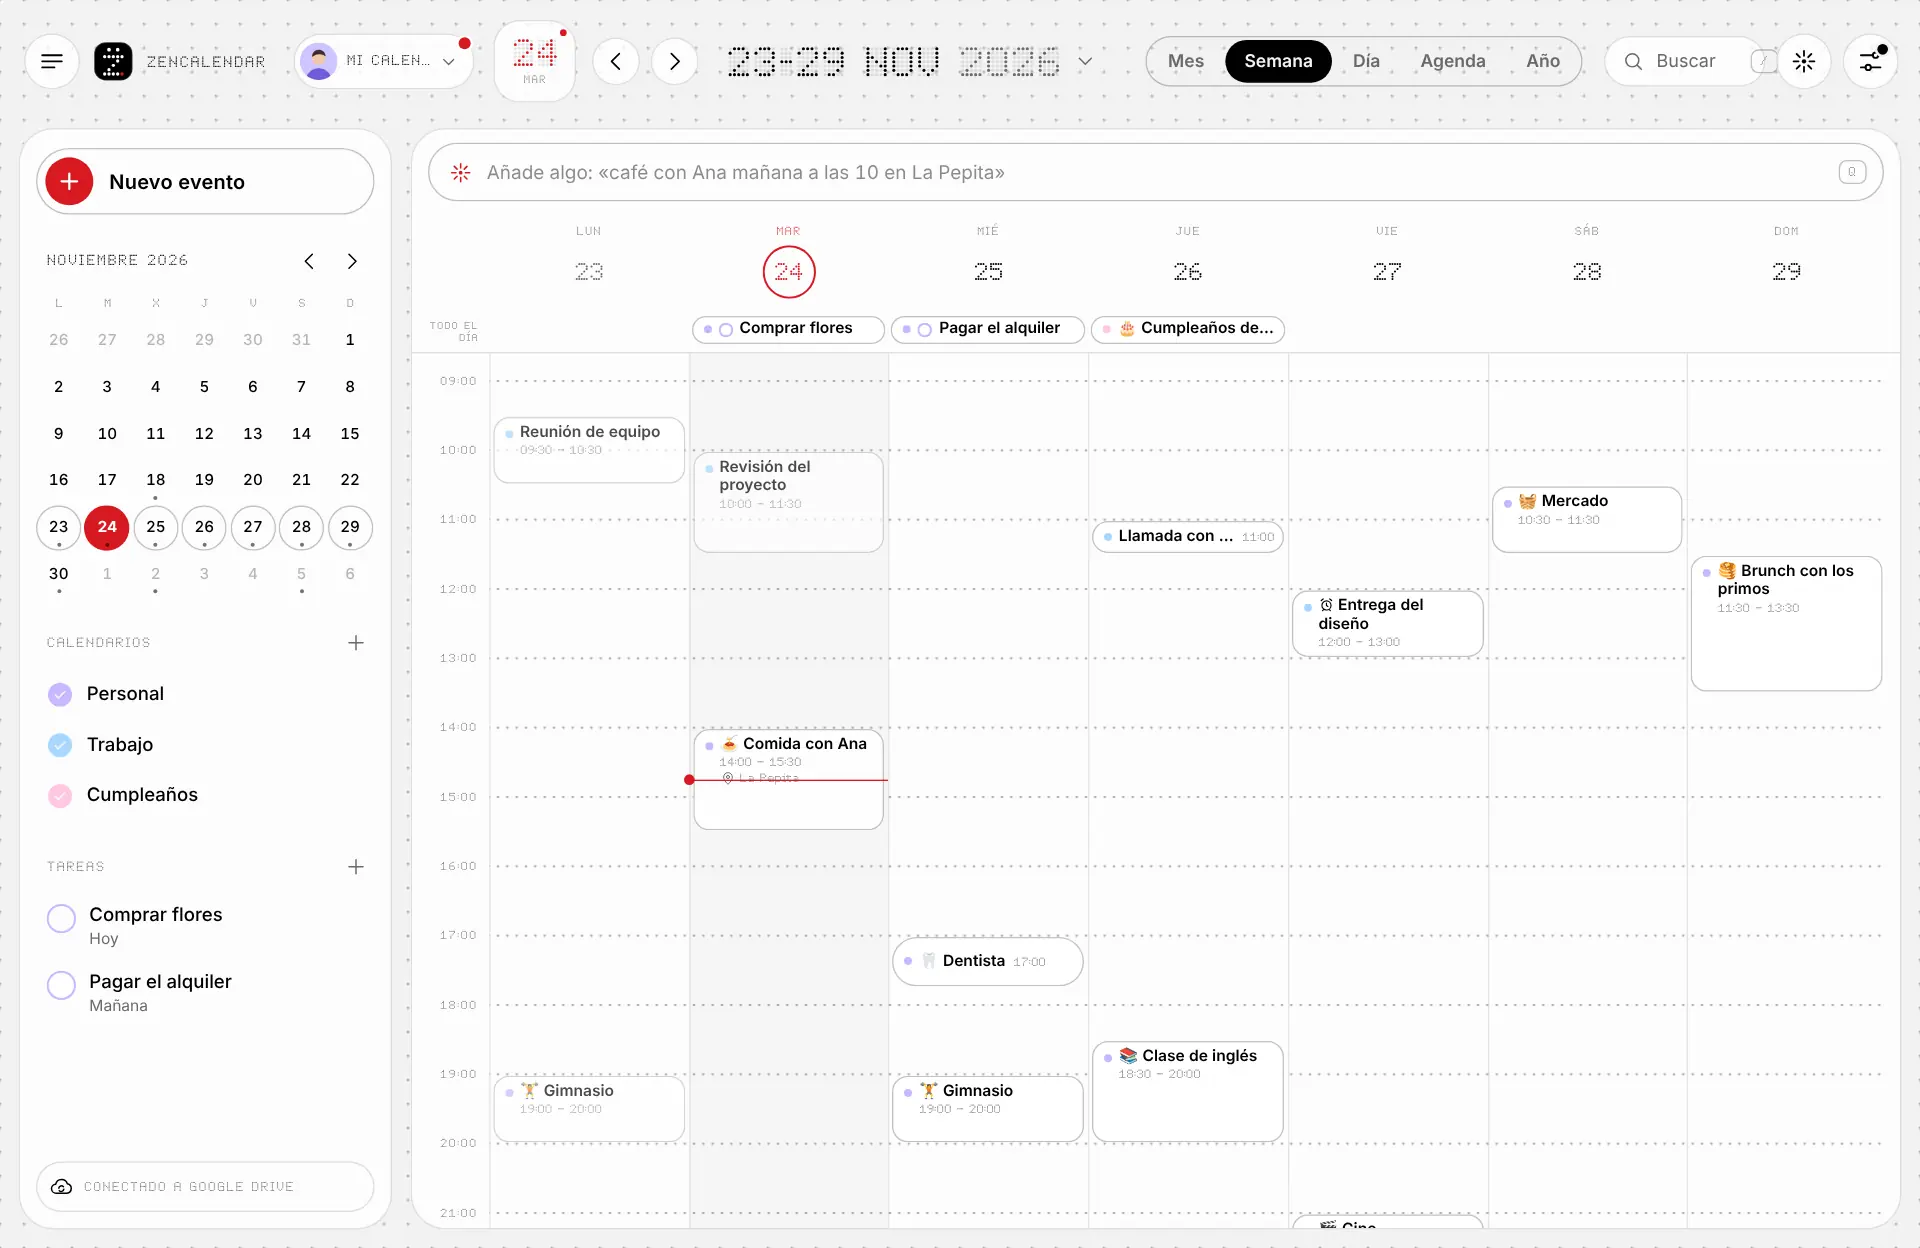 ZENCALENDAR
MI CALEN...
24
MAR
23-29 NOV 2026
Mes
Semana
Día
Agenda
Año
Buscar
/
Nuevo evento
NOVIEMBRE 2026
L M X J V S D
26 27 28 29 30 31 1
2 3 4 5 6 7 8
9 10 11 12 13 14 15
16 17 18 19 20 21 22
23 24 25 26 27 28 29
30 1 2 3 4 5 6
CALENDARIOS
Personal
Trabajo
Cumpleaños
TAREAS
Comprar flores
Hoy
Pagar el alquiler
Mañana
CONECTADO A GOOGLE DRIVE
Añade algo: «café con Ana mañana a las 10 en La Pepita»
Q
LUN MAR MIÉ JUE VIE SÁB DOM
23 24 25 26 27 28 29
TODO EL
DÍA
Comprar flores
Pagar el alquiler
Cumpleaños de...
09:00
10:00
11:00
12:00
13:00
14:00
15:00
16:00
17:00
18:00
19:00
20:00
21:00
Reunión de equipo
09:30 – 10:30
Gimnasio
19:00 – 20:00
Revisión del
proyecto
10:00 – 11:30
Comida con Ana
14:00 – 15:30
La Pepita
Dentista 17:00
Gimnasio
19:00 – 20:00
Llamada con ... 11:00
Clase de inglés
18:30 – 20:00
Entrega del
diseño
12:00 – 13:00
Cine
Mercado
10:30 – 11:30
Brunch con los
primos
11:30 – 13:30